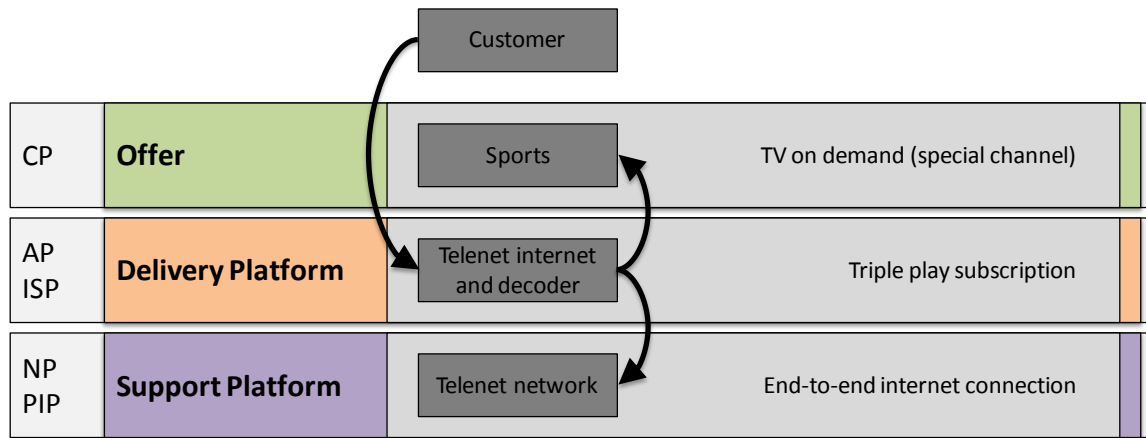 Customer
CP
Offer
Sports
TV on demand (special channel)
AP
ISP
Delivery Platform
Telenet internet
and decoder
Triple play subscription
NP
PIP
Support Platform
Telenet network
End-to-end internet connection